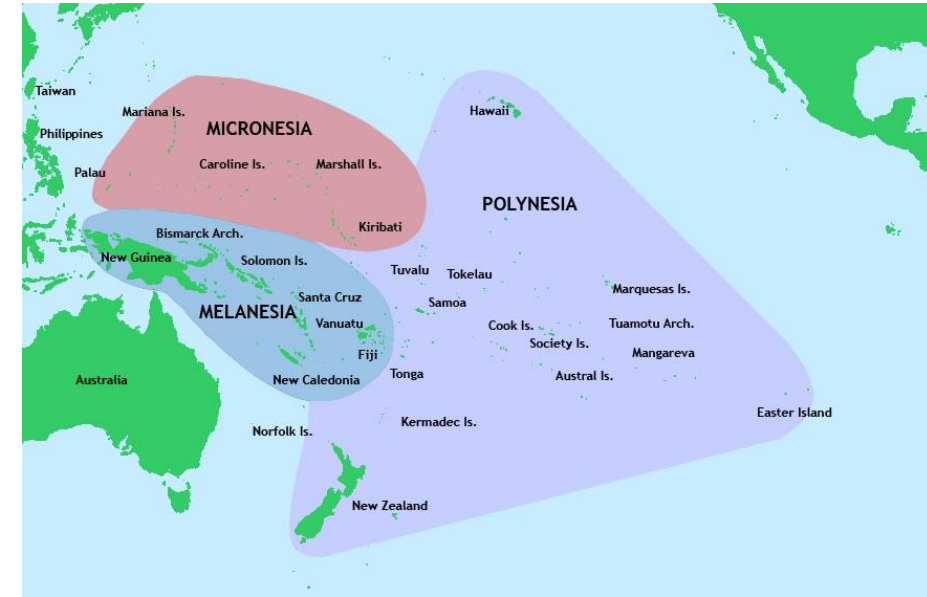 Taiwan
Mariana Is.
Hawaii
MICRONESIA
Philippines
Caroline Is.
Marshall Is.
Palau
POLYNESIA
Kiribati
Bismarck Arch.
New Guinea
Solomon Is.
Tuvalu
Tokelau
Marquesas Is.
Santa Cruz
Samoa
MELANESIA
Vanuatu
Cook Is.
Tuamotu Arch.
Society Is.
Fiji
Mangareva
Tonga
Austral Is.
Australia
New Caledonia
Easter Island
Kermadec Is.
Norfolk Is.
New Zealand